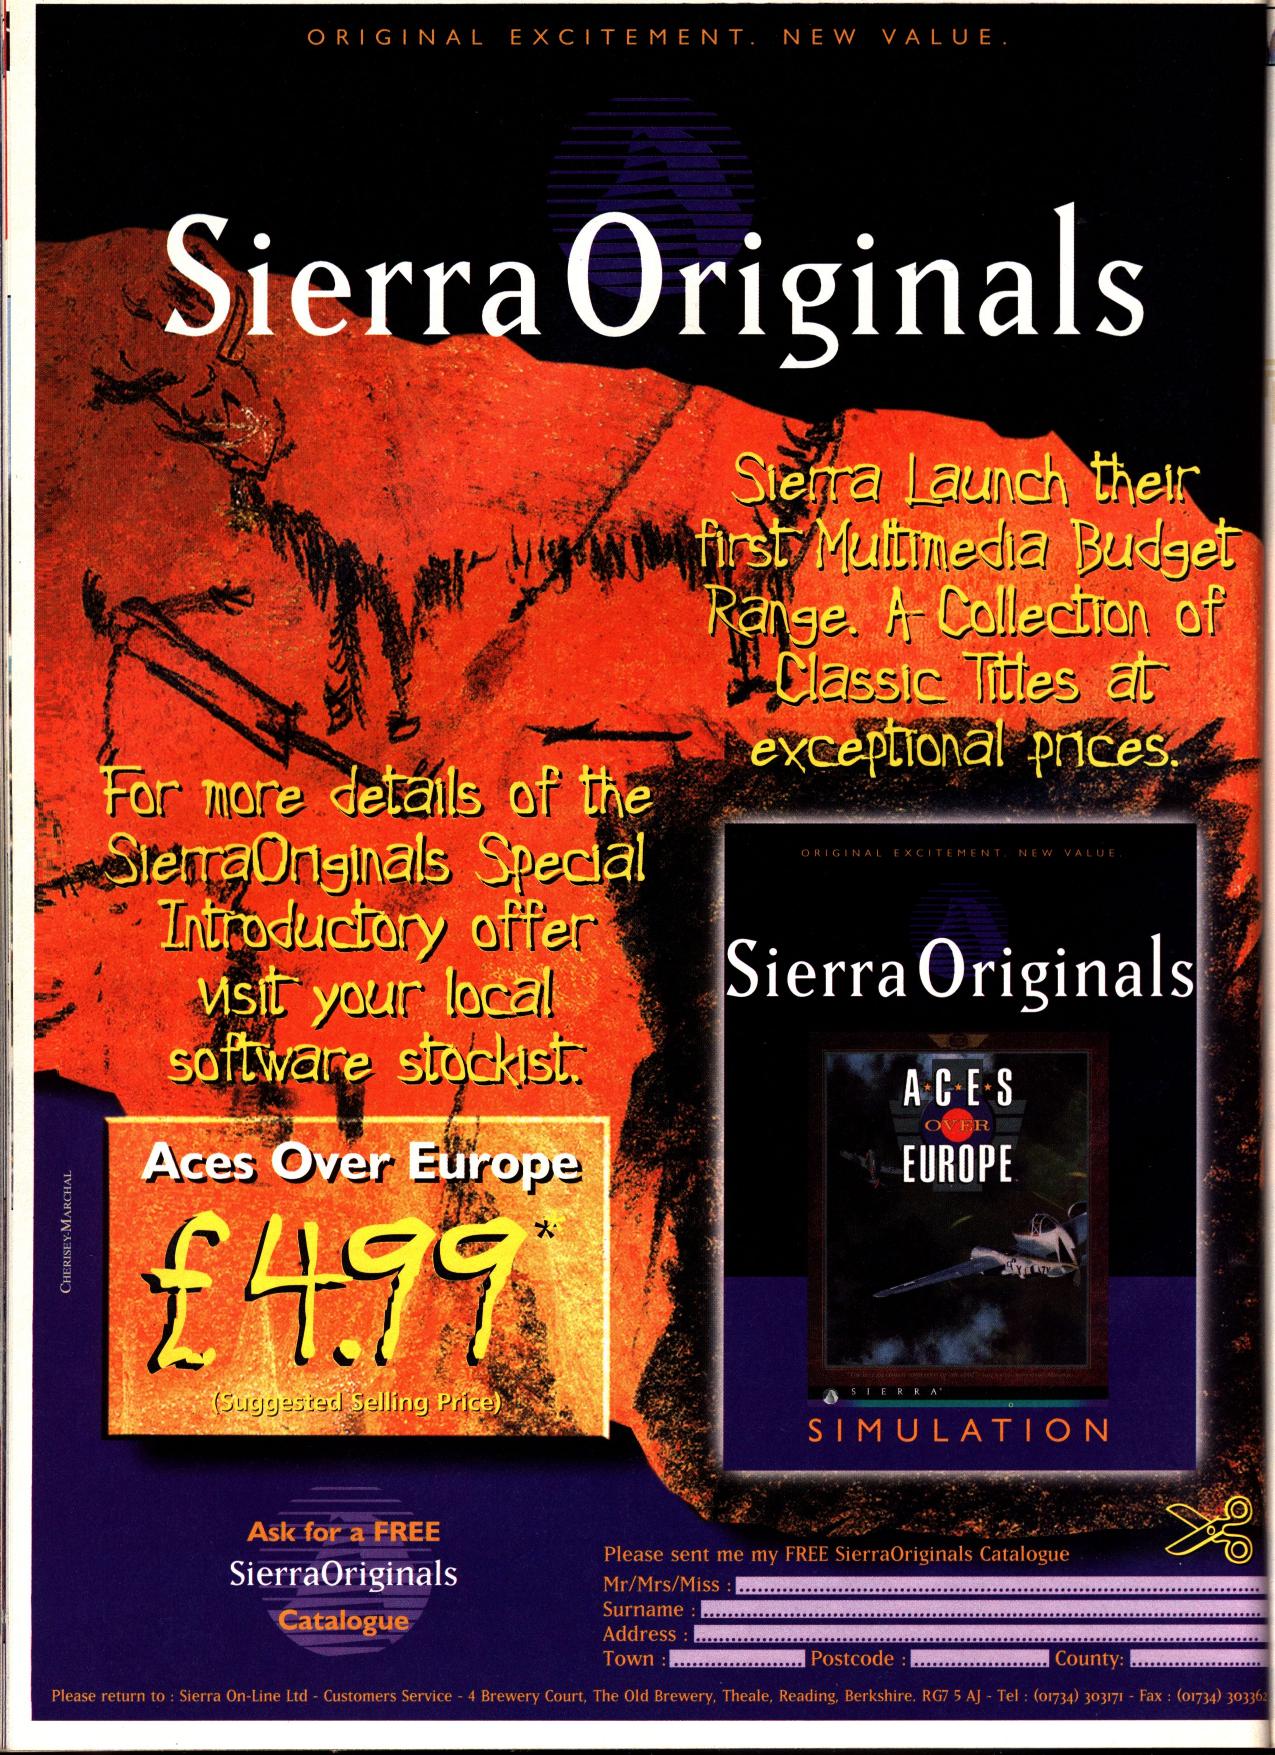 ORIGINAL EXCITEMENT. NEW VALUE.
Sierra Originals
Sierra Launch their
first Multimedia Budget
Range. A Collection of
Classic Titles at
exceptional prices.
For more details of the
SierraOriginals Special
Introductory offer
visit your local
software stockist.
ORIGINAL EXCITEMENT. NEW VALUE.
Sierra Originals
A·C·E·S
OVER
EUROPE
SIERRA
SIMULATION
Aces Over Europe
£4.99*
(Suggested Selling Price)
CHERISEY-MARCHAL
Ask for a FREE
SierraOriginals
Catalogue
Please sent me my FREE SierraOriginals Catalogue
Mr/Mrs/Miss :
Surname :
Address :
Town : Postcode : County:
Please return to : Sierra On-Line Ltd - Customers Service - 4 Brewery Court, The Old Brewery, Theale, Reading, Berkshire. RG7 5 AJ - Tel : (01734) 303171 - Fax : (01734) 303362